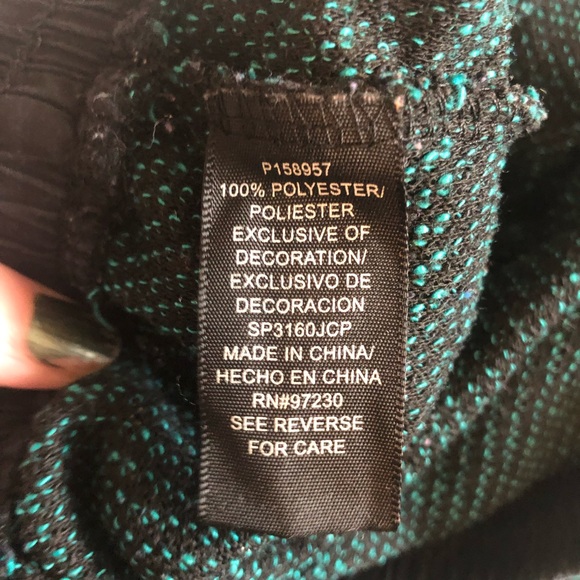 P158957
100% POLYESTER/
POLIESTER
EXCLUSIVE OF
DECORATION/
EXCLUSIVO DE
DECORACION
SP3160JCP
MADE IN CHINA/
HECHO EN CHINA
RN#97230
SEE REVERSE
FOR CARE